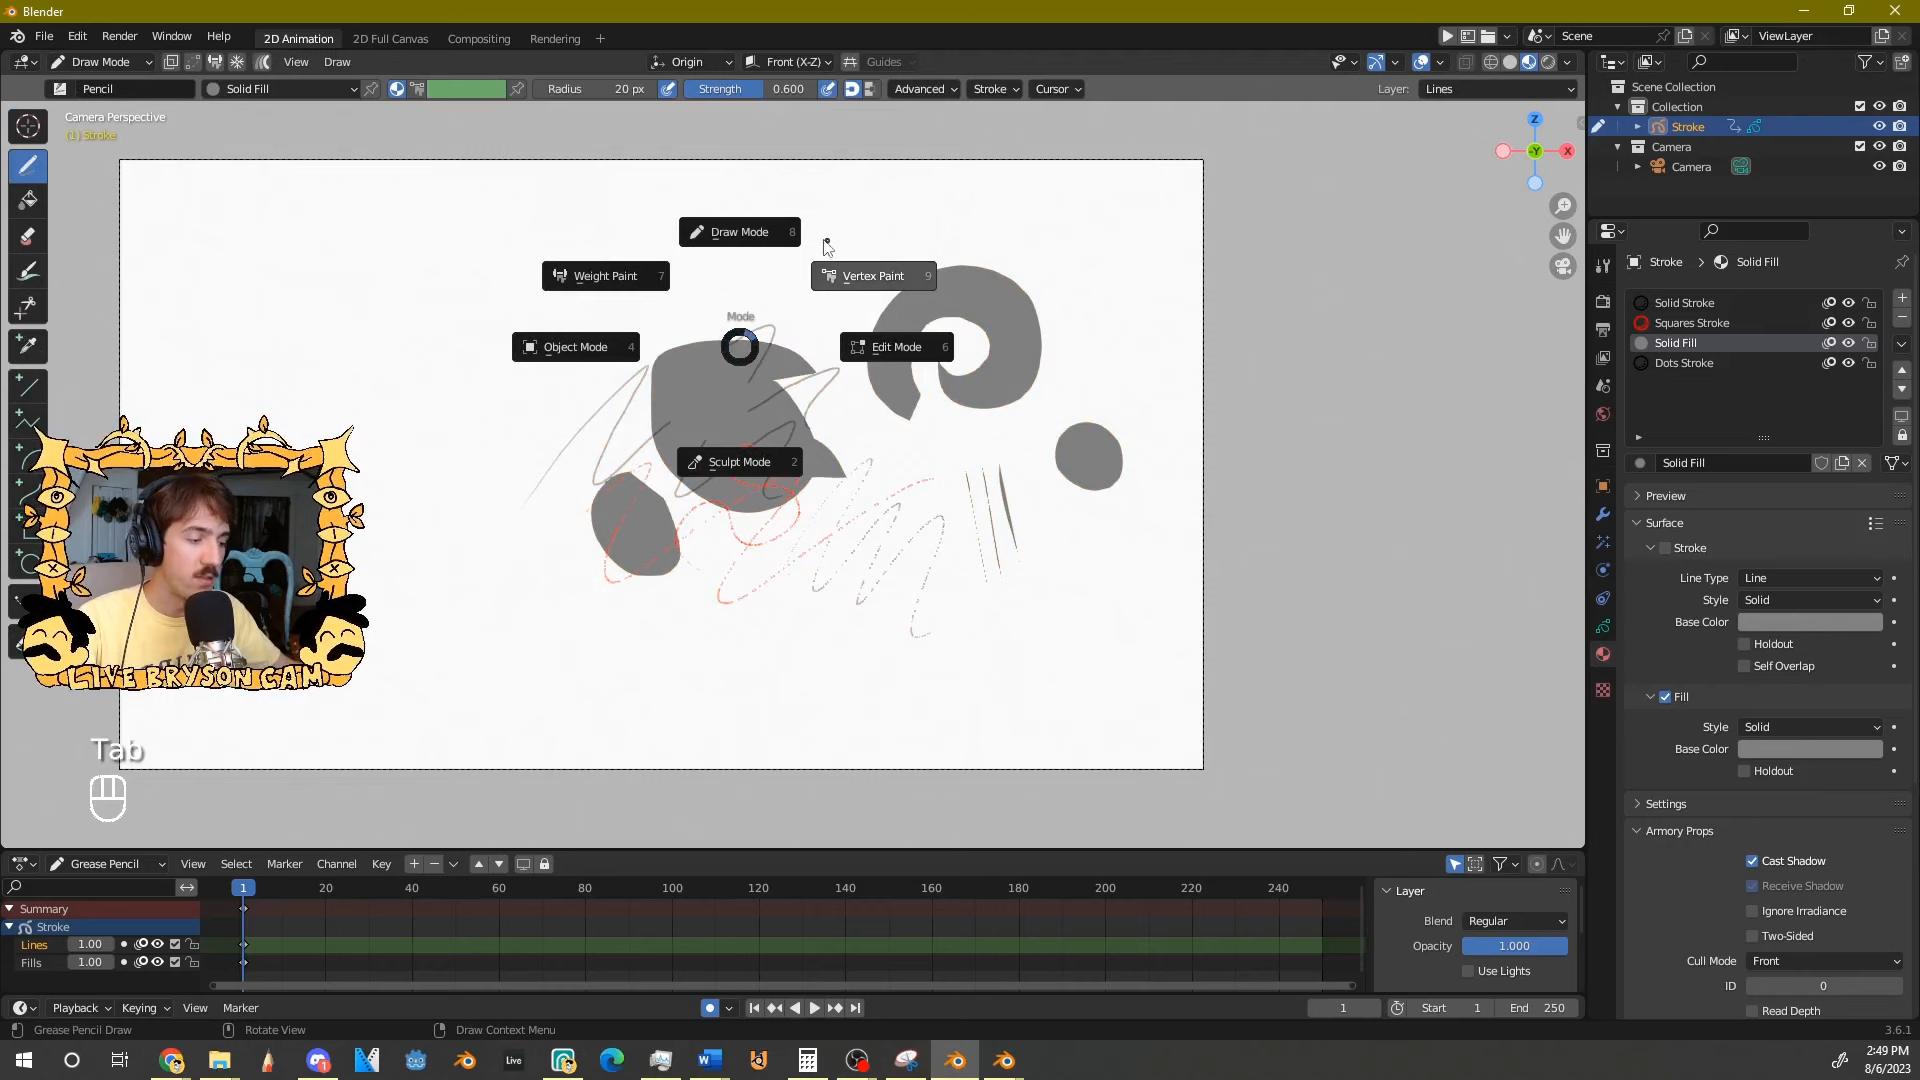 Blender
File Edit Render Window Help
2D Animation 2D Full Canvas Compositing Rendering +
Scene
ViewLayer
Draw Mode View Draw
Origin Front (X-Z) Guides
Pencil Solid Fill
Radius 20 px Strength 0.600 Advanced Stroke Cursor
Layer: Lines
Camera Perspective
(1) Stroke
Z
-Y
X
Draw Mode 8
Weight Paint 7
Vertex Paint 9
Mode
Object Mode 4
Edit Mode 6
Sculpt Mode 2
LIVE BRYSON CAM
Tab
Scene Collection
Collection
Stroke
Camera
Camera
Stroke > Solid Fill
Solid Stroke
Squares Stroke
Solid Fill
Dots Stroke
Solid Fill
Preview
Surface
Stroke
Line Type Line
Style Solid
Base Color
Holdout
Self Overlap
Fill
Style Solid
Base Color
Holdout
Settings
Armory Props
Cast Shadow
Receive Shadow
Ignore Irradiance
Two-Sided
Cull Mode Front
ID 0
Read Depth
Grease Pencil View Select Marker Channel Key
1 20 40 60 80 100 120 140 160 180 200 220 240
Summary
Stroke
Lines 1.00
Fills 1.00
Layer
Blend Regular
Opacity 1.000
Use Lights
Playback Keying View Marker
1 Start 1 End 250
Grease Pencil Draw Rotate View Draw Context Menu
3.6.1
Live
2:49 PM
8/6/2023